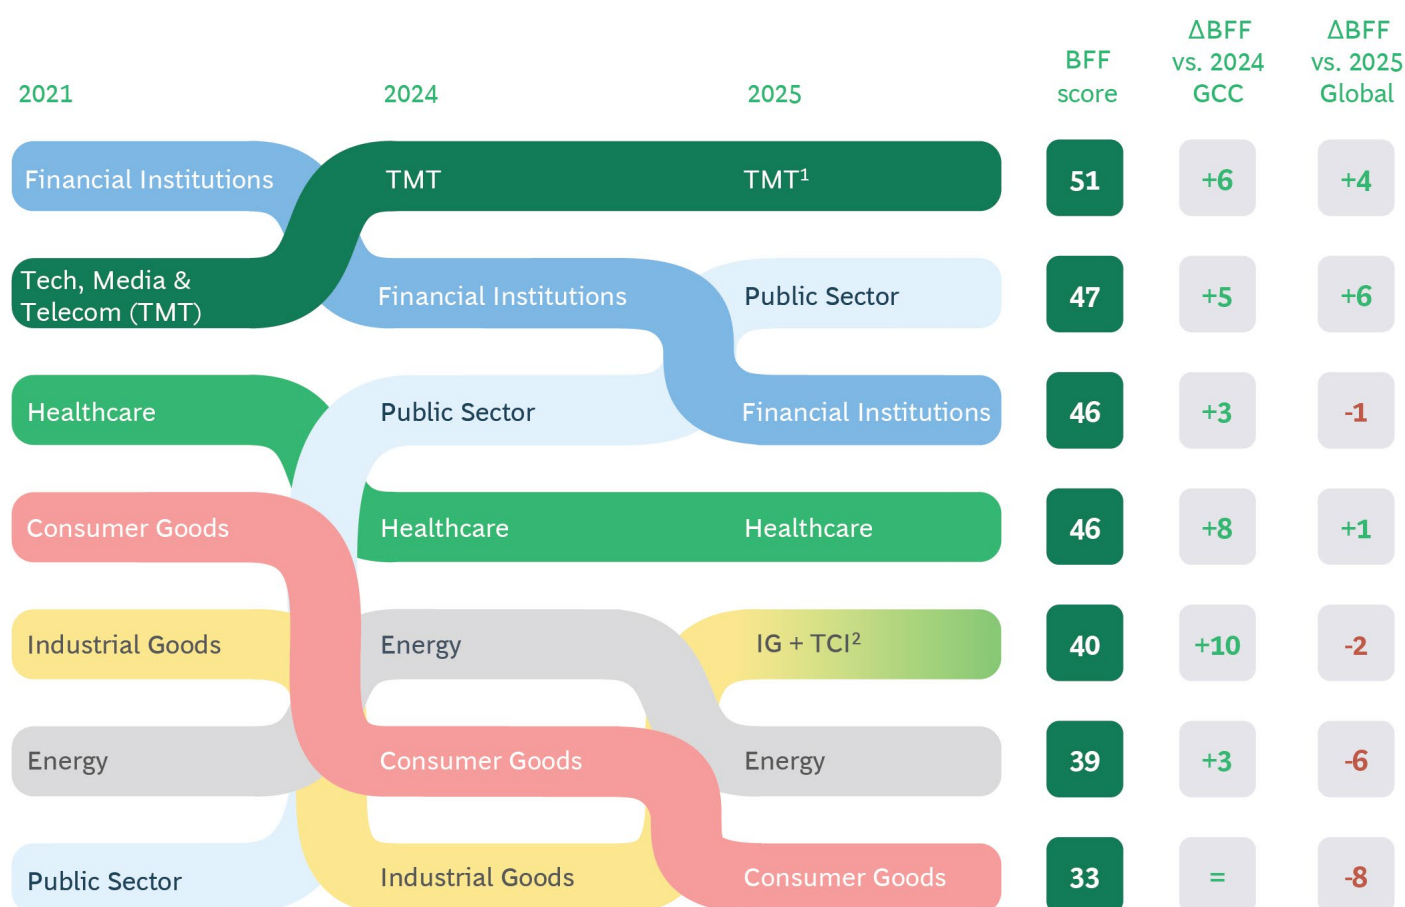 ΔBFF ΔBFF
BFF vs. 2024 vs. 2025
2021 2024 2025 score GCC Global
Financial Institutions TMT TMT¹ 51 +6 +4
Tech, Media &
Telecom (TMT) Financial Institutions Public Sector 47 +5 +6
Healthcare Public Sector Financial Institutions 46 +3 -1
Consumer Goods Healthcare Healthcare 46 +8 +1
Industrial Goods Energy IG + TCI² 40 +10 -2
Energy Consumer Goods Energy 39 +3 -6
Public Sector Industrial Goods Consumer Goods 33 = -8